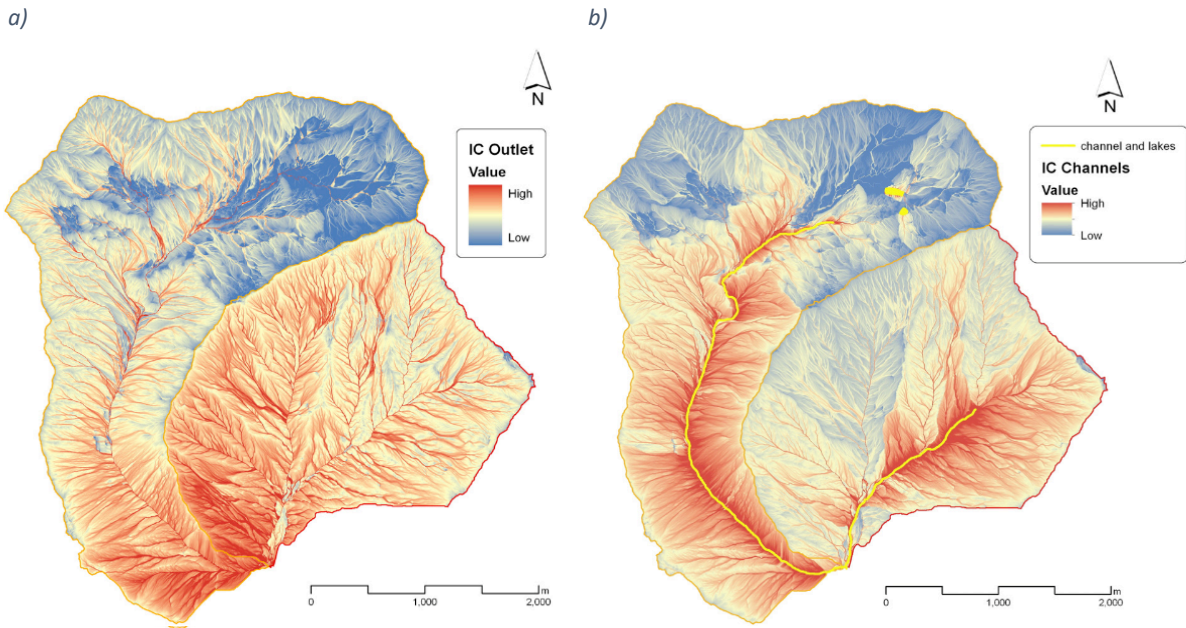 a)
b)
N
IC Outlet
Value
High
Low
N
channel and lakes
IC Channels
Value
High
Low
m
0 1,000 2,000
m
0 1,000 2,000